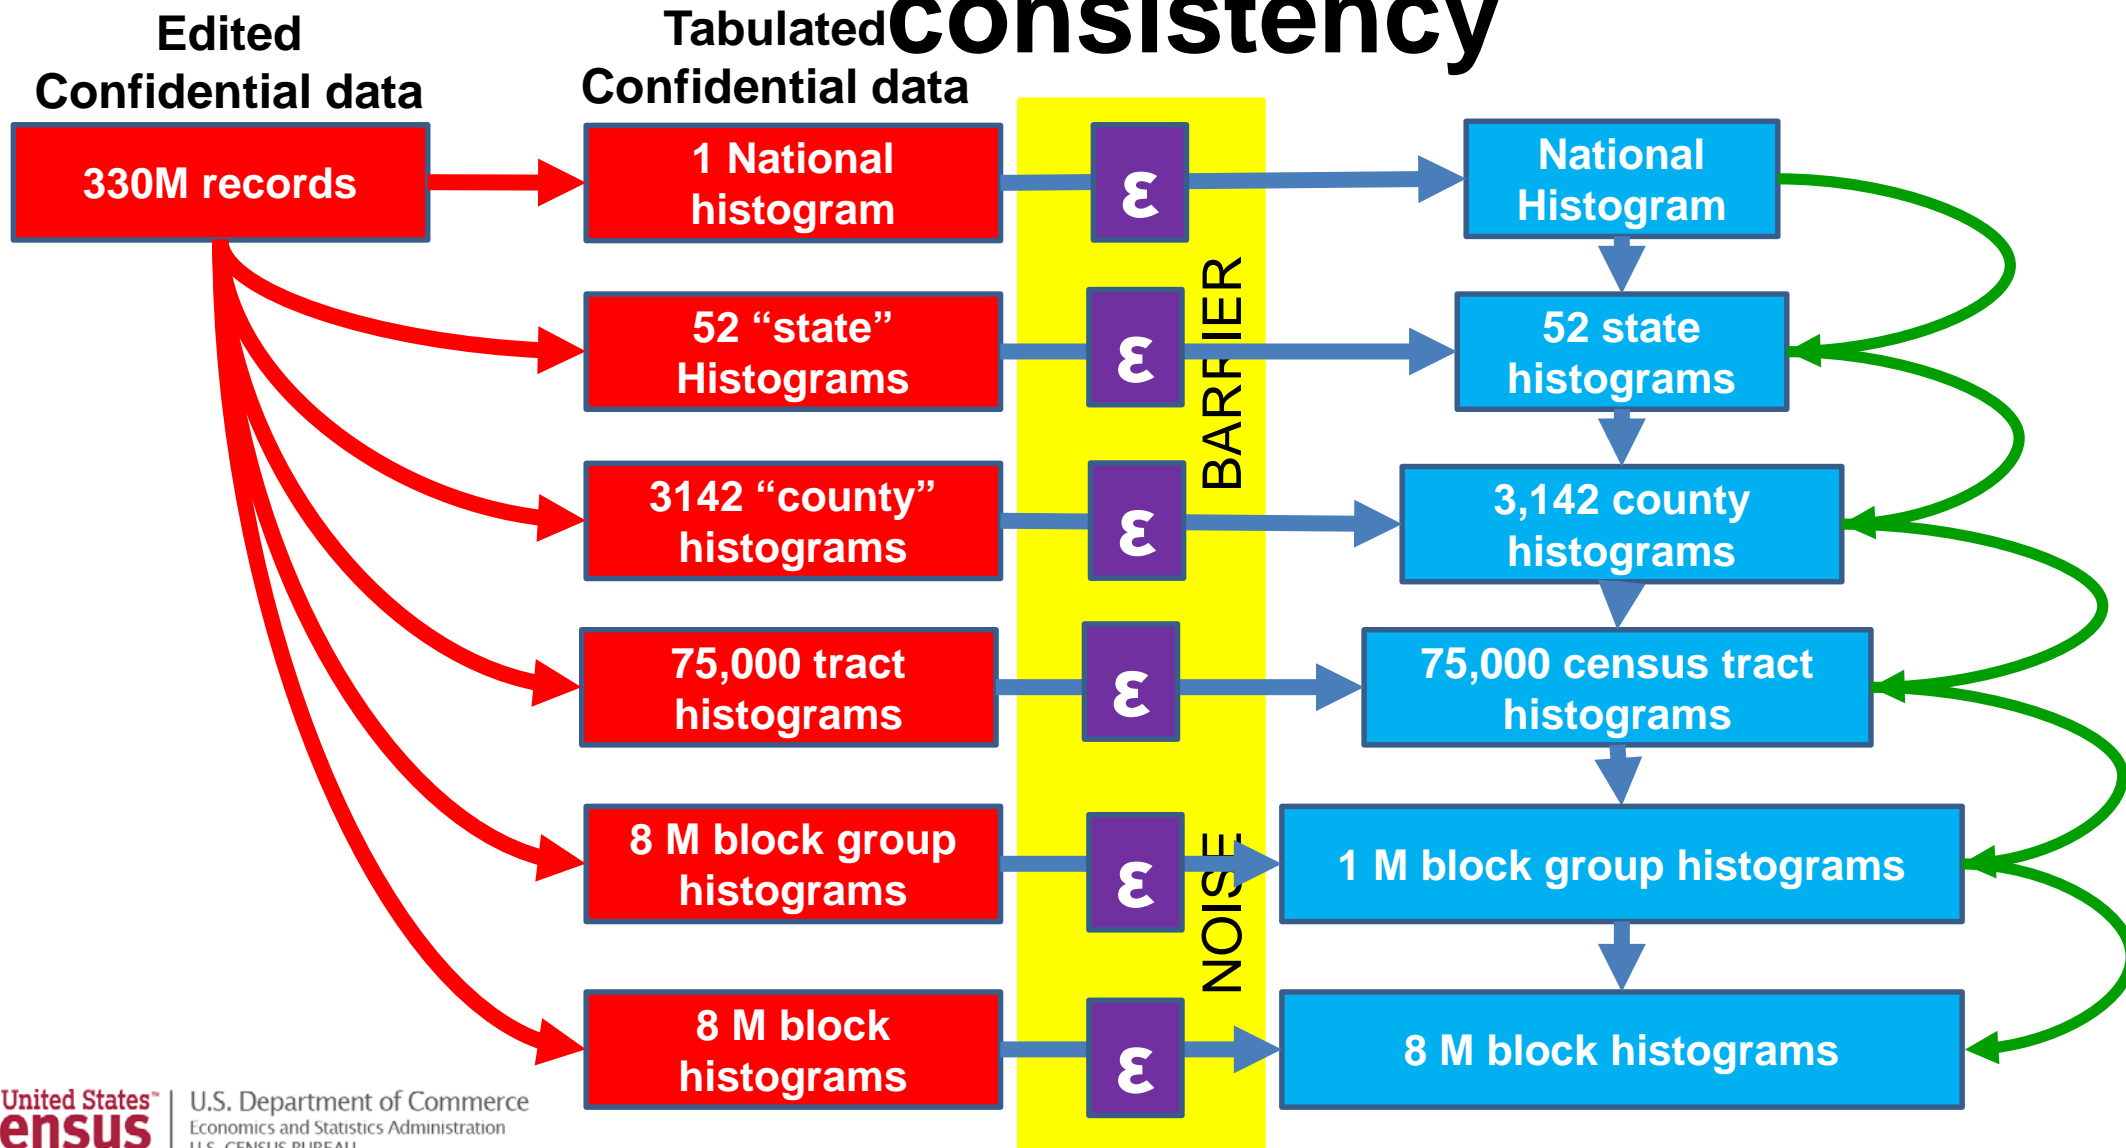 consistency
Edited
Confidential data
Tabulated
Confidential data
330M records
1 National
histogram
ε
National
Histogram
52 “state”
Histograms
ε
52 state
histograms
3142 “county”
histograms
ε
3,142 county
histograms
75,000 tract
histograms
ε
75,000 census tract
histograms
8 M block group
histograms
ε
1 M block group histograms
8 M block
histograms
ε
8 M block histograms
NOISE
BARRIER
United States™
ensus
U.S. Department of Commerce
Economics and Statistics Administration
U.S. CENSUS BUREAU